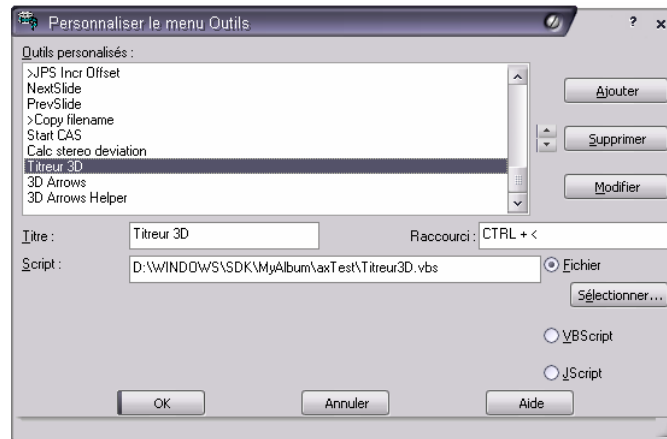 Personnaliser le menu Outils
?
x
Outils personalisés :
>JPS Incr Offset
NextSlide
PrevSlide
>Copy filename
Start CAS
Calc stereo deviation
Titreur 3D
3D Arrows
3D Arrows Helper
Ajouter
Supprimer
Modifier
Titre :
Titreur 3D
Raccourci :
CTRL + <
Script :
D:\WINDOWS\SDK\MyAlbum\axTest\Titreur3D.vbs
Fichier
Sélectionner...
VBScript
JScript
OK
Annuler
Aide